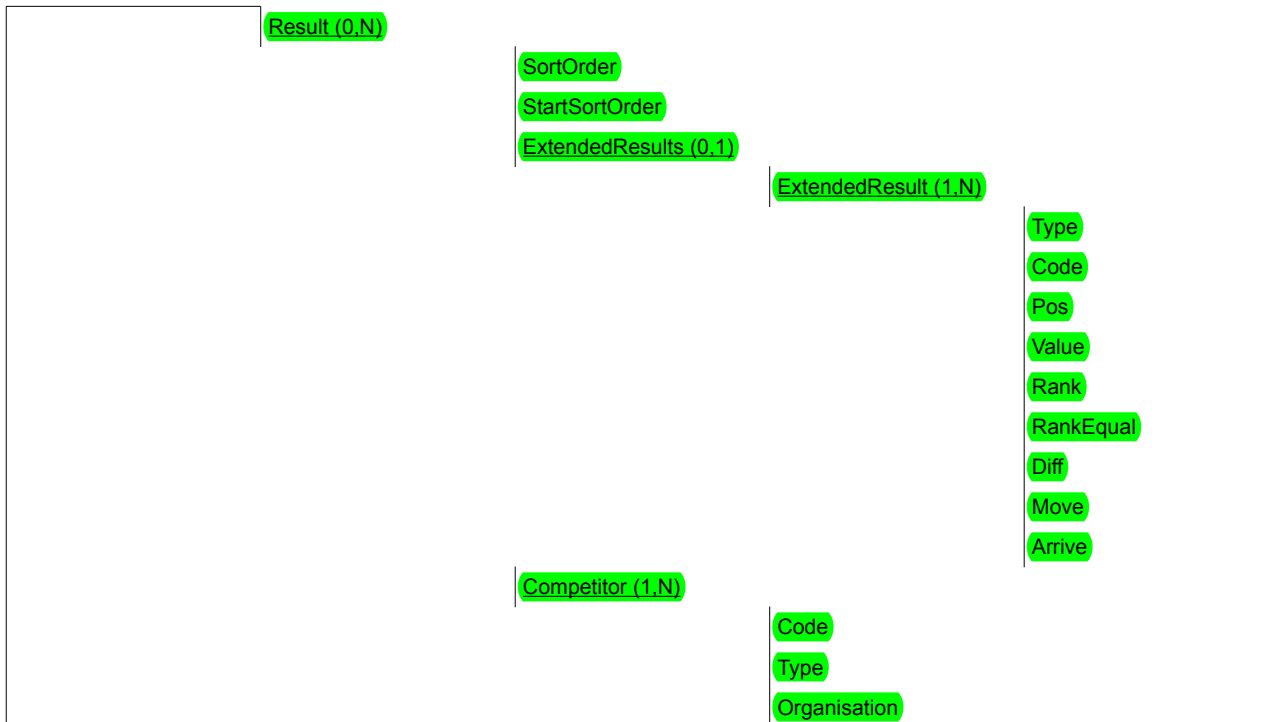 Result (0,N)
SortOrder
StartSortOrder
ExtendedResults (0,1)
ExtendedResult (1,N)
Type
Code
Pos
Value
Rank
RankEqual
Diff
Move
Arrive
Competitor (1,N)
Code
Type
Organisation